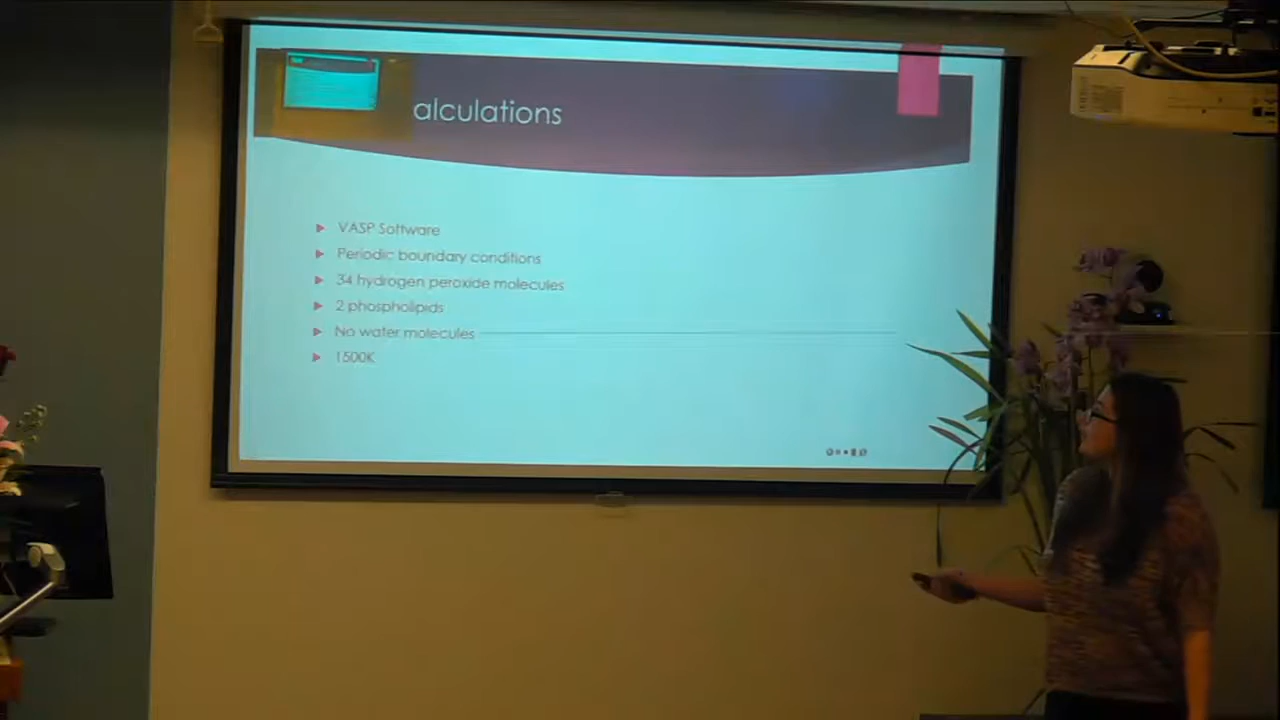 alculations
VASP Software
Periodic boundary conditions
34 hydrogen peroxide molecules
2 phospholipids
No water molecules
1500K